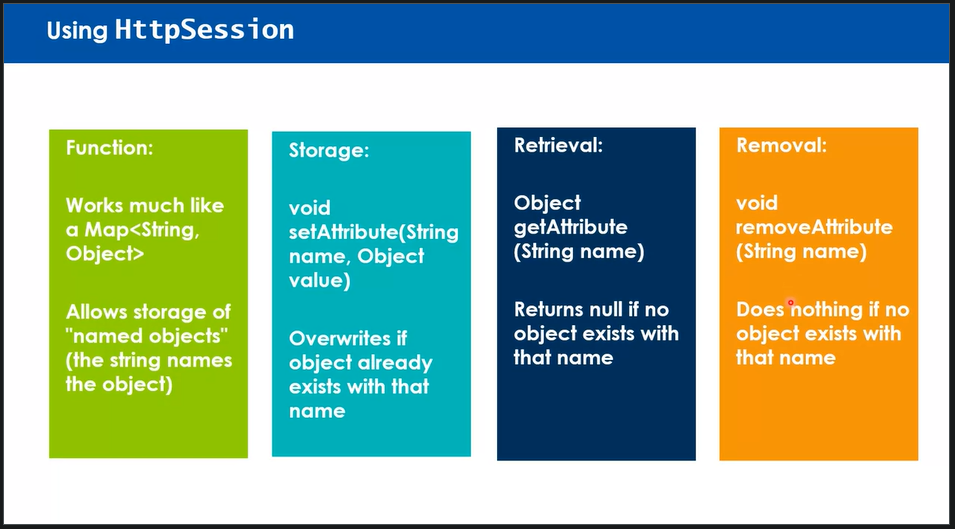 Using HttpSession
Function:
Works much like
a Map<String,
Object>
Allows storage of
"named objects"
(the string names
the object)
Storage:
void
setAttribute(String
name, Object
value)
Overwrites if
object already
exists with that
name
Retrieval:
Object
getAttribute
(String name)
Returns null if no
object exists with
that name
Removal:
void
removeAttribute
(String name)
Does nothing if no
object exists with
that name